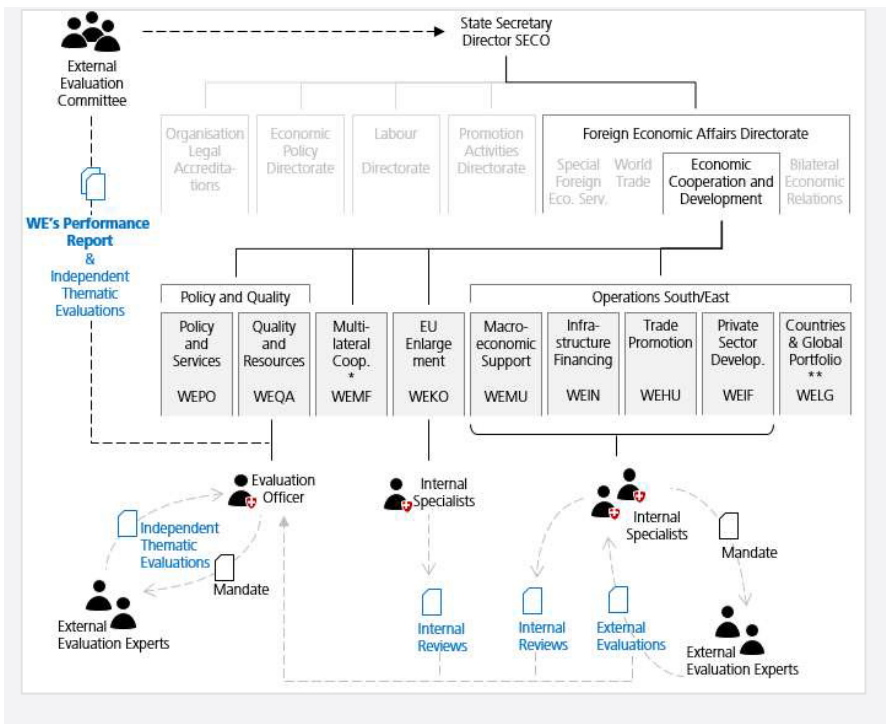 State Secretary
Director SECO
External
Evaluation
Committee
Organisation
Legal
Accredita-
tions
Economic
Policy
Directorate
Labour
Directorate
Promotion
Activities
Directorate
Foreign Economic Affairs Directorate
Special
Foreign
Eco. Serv.
World
Trade
Economic
Cooperation and
Development
Bilateral
Economic
Relations
WE's Performance
Report
&
Independent
Thematic
Evaluations
Policy and Quality
Operations South/East
Policy
and
Services
WEPO
Quality
and
Resources
WEQA
Multi-
lateral
Coop.
*
WEMF
EU
Enlarge
ment
WEKO
Macro-
economic
Support
WEMU
Infra-
structure
Financing
WEIN
Trade
Promotion
WEHU
Private
Sector
Develop.
WEIF
Countries
& Global
Portfolio
**
WELG
Evaluation
Officer
Internal
Specialists
Internal
Specialists
Independent
Thematic
Evaluations
Mandate
Mandate
External
Evaluation Experts
Internal
Reviews
Internal
Reviews
External
Evaluations
External
Evaluation Experts